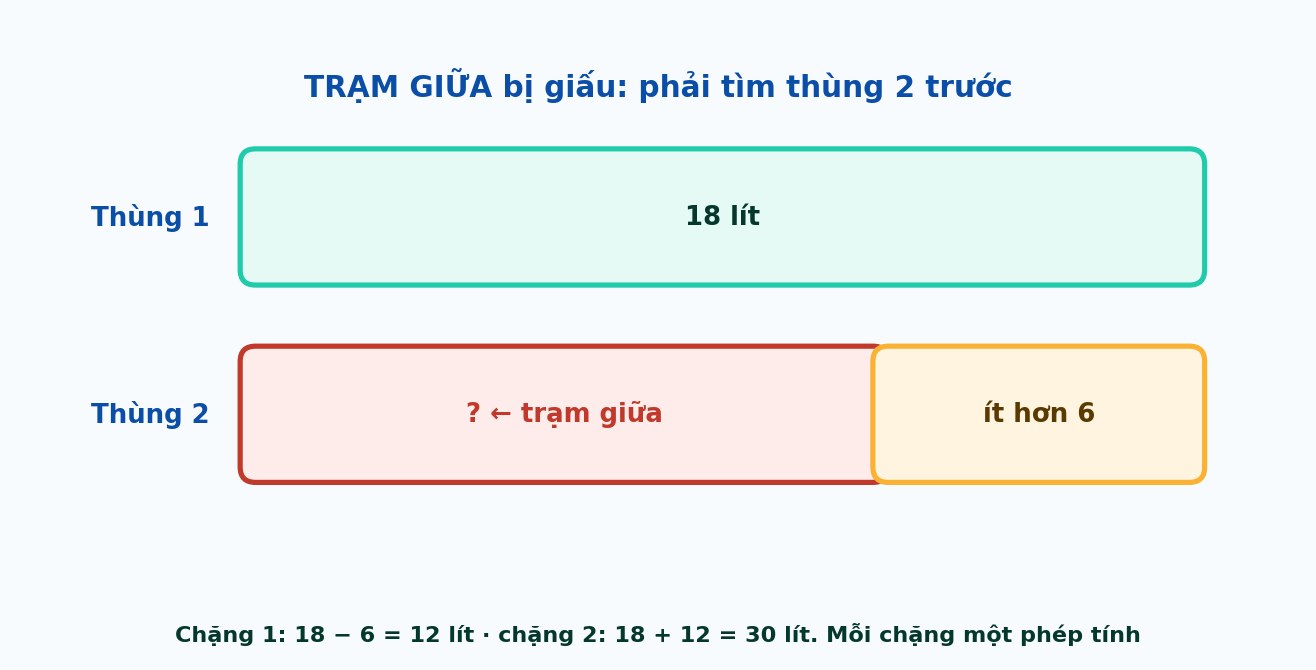 TRẠM GIỮA bị giấu: phải tìm thùng 2 trước
Thùng 1
18 lít
Thùng 2
? ← trạm giữa
ít hơn 6
Chặng 1: 18 − 6 = 12 lít · chặng 2: 18 + 12 = 30 lít. Mỗi chặng một phép tính